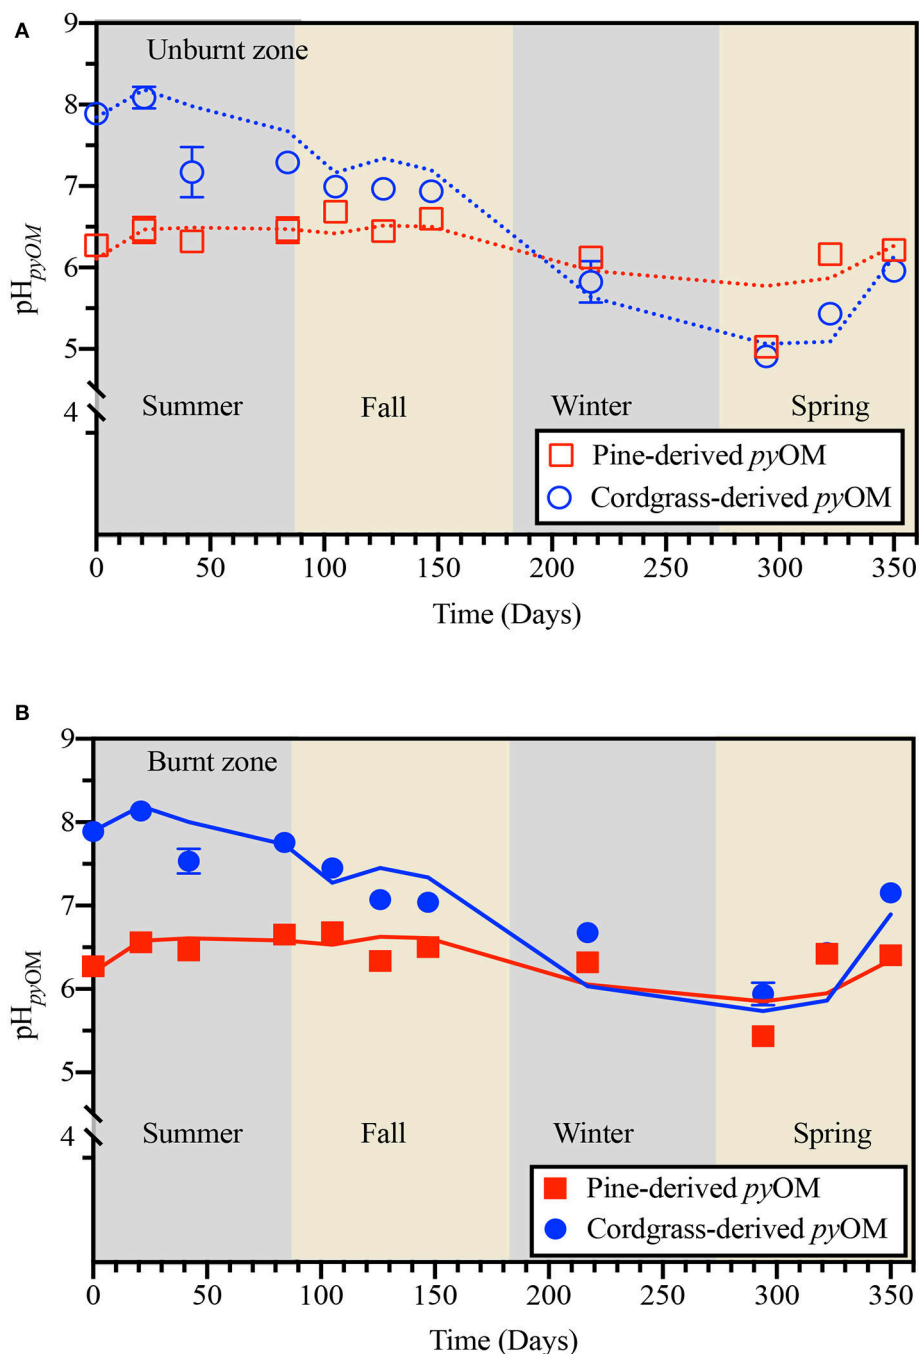 A
Unburnt zone
9
8
7
6
5
4
pHpyOM
Summer Fall Winter Spring
Pine-derived pyOM
Cordgrass-derived pyOM
0 50 100 150 200 250 300 350
Time (Days)
B
Burnt zone
9
8
7
6
5
4
pHpyOM
Summer Fall Winter Spring
Pine-derived pyOM
Cordgrass-derived pyOM
0 50 100 150 200 250 300 350
Time (Days)